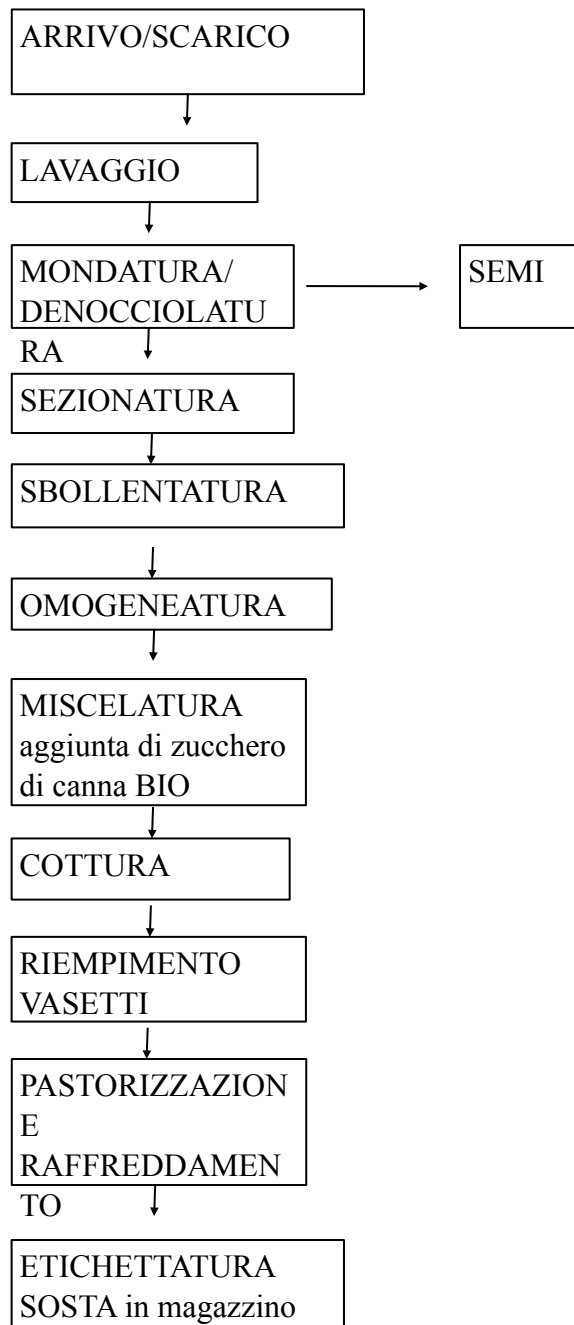 ARRIVO/SCARICO
LAVAGGIO
MONDATURA/
DENOCCIOLATU
RA
SEMI
SEZIONATURA
SBOLLENTATURA
OMOGENEATURA
MISCELATURA
aggiunta di zucchero
di canna BIO
COTTURA
RIEMPIMENTO
VASETTI
PASTORIZZAZION
E
RAFFREDDAMEN
TO
ETICHETTATURA
SOSTA in magazzino